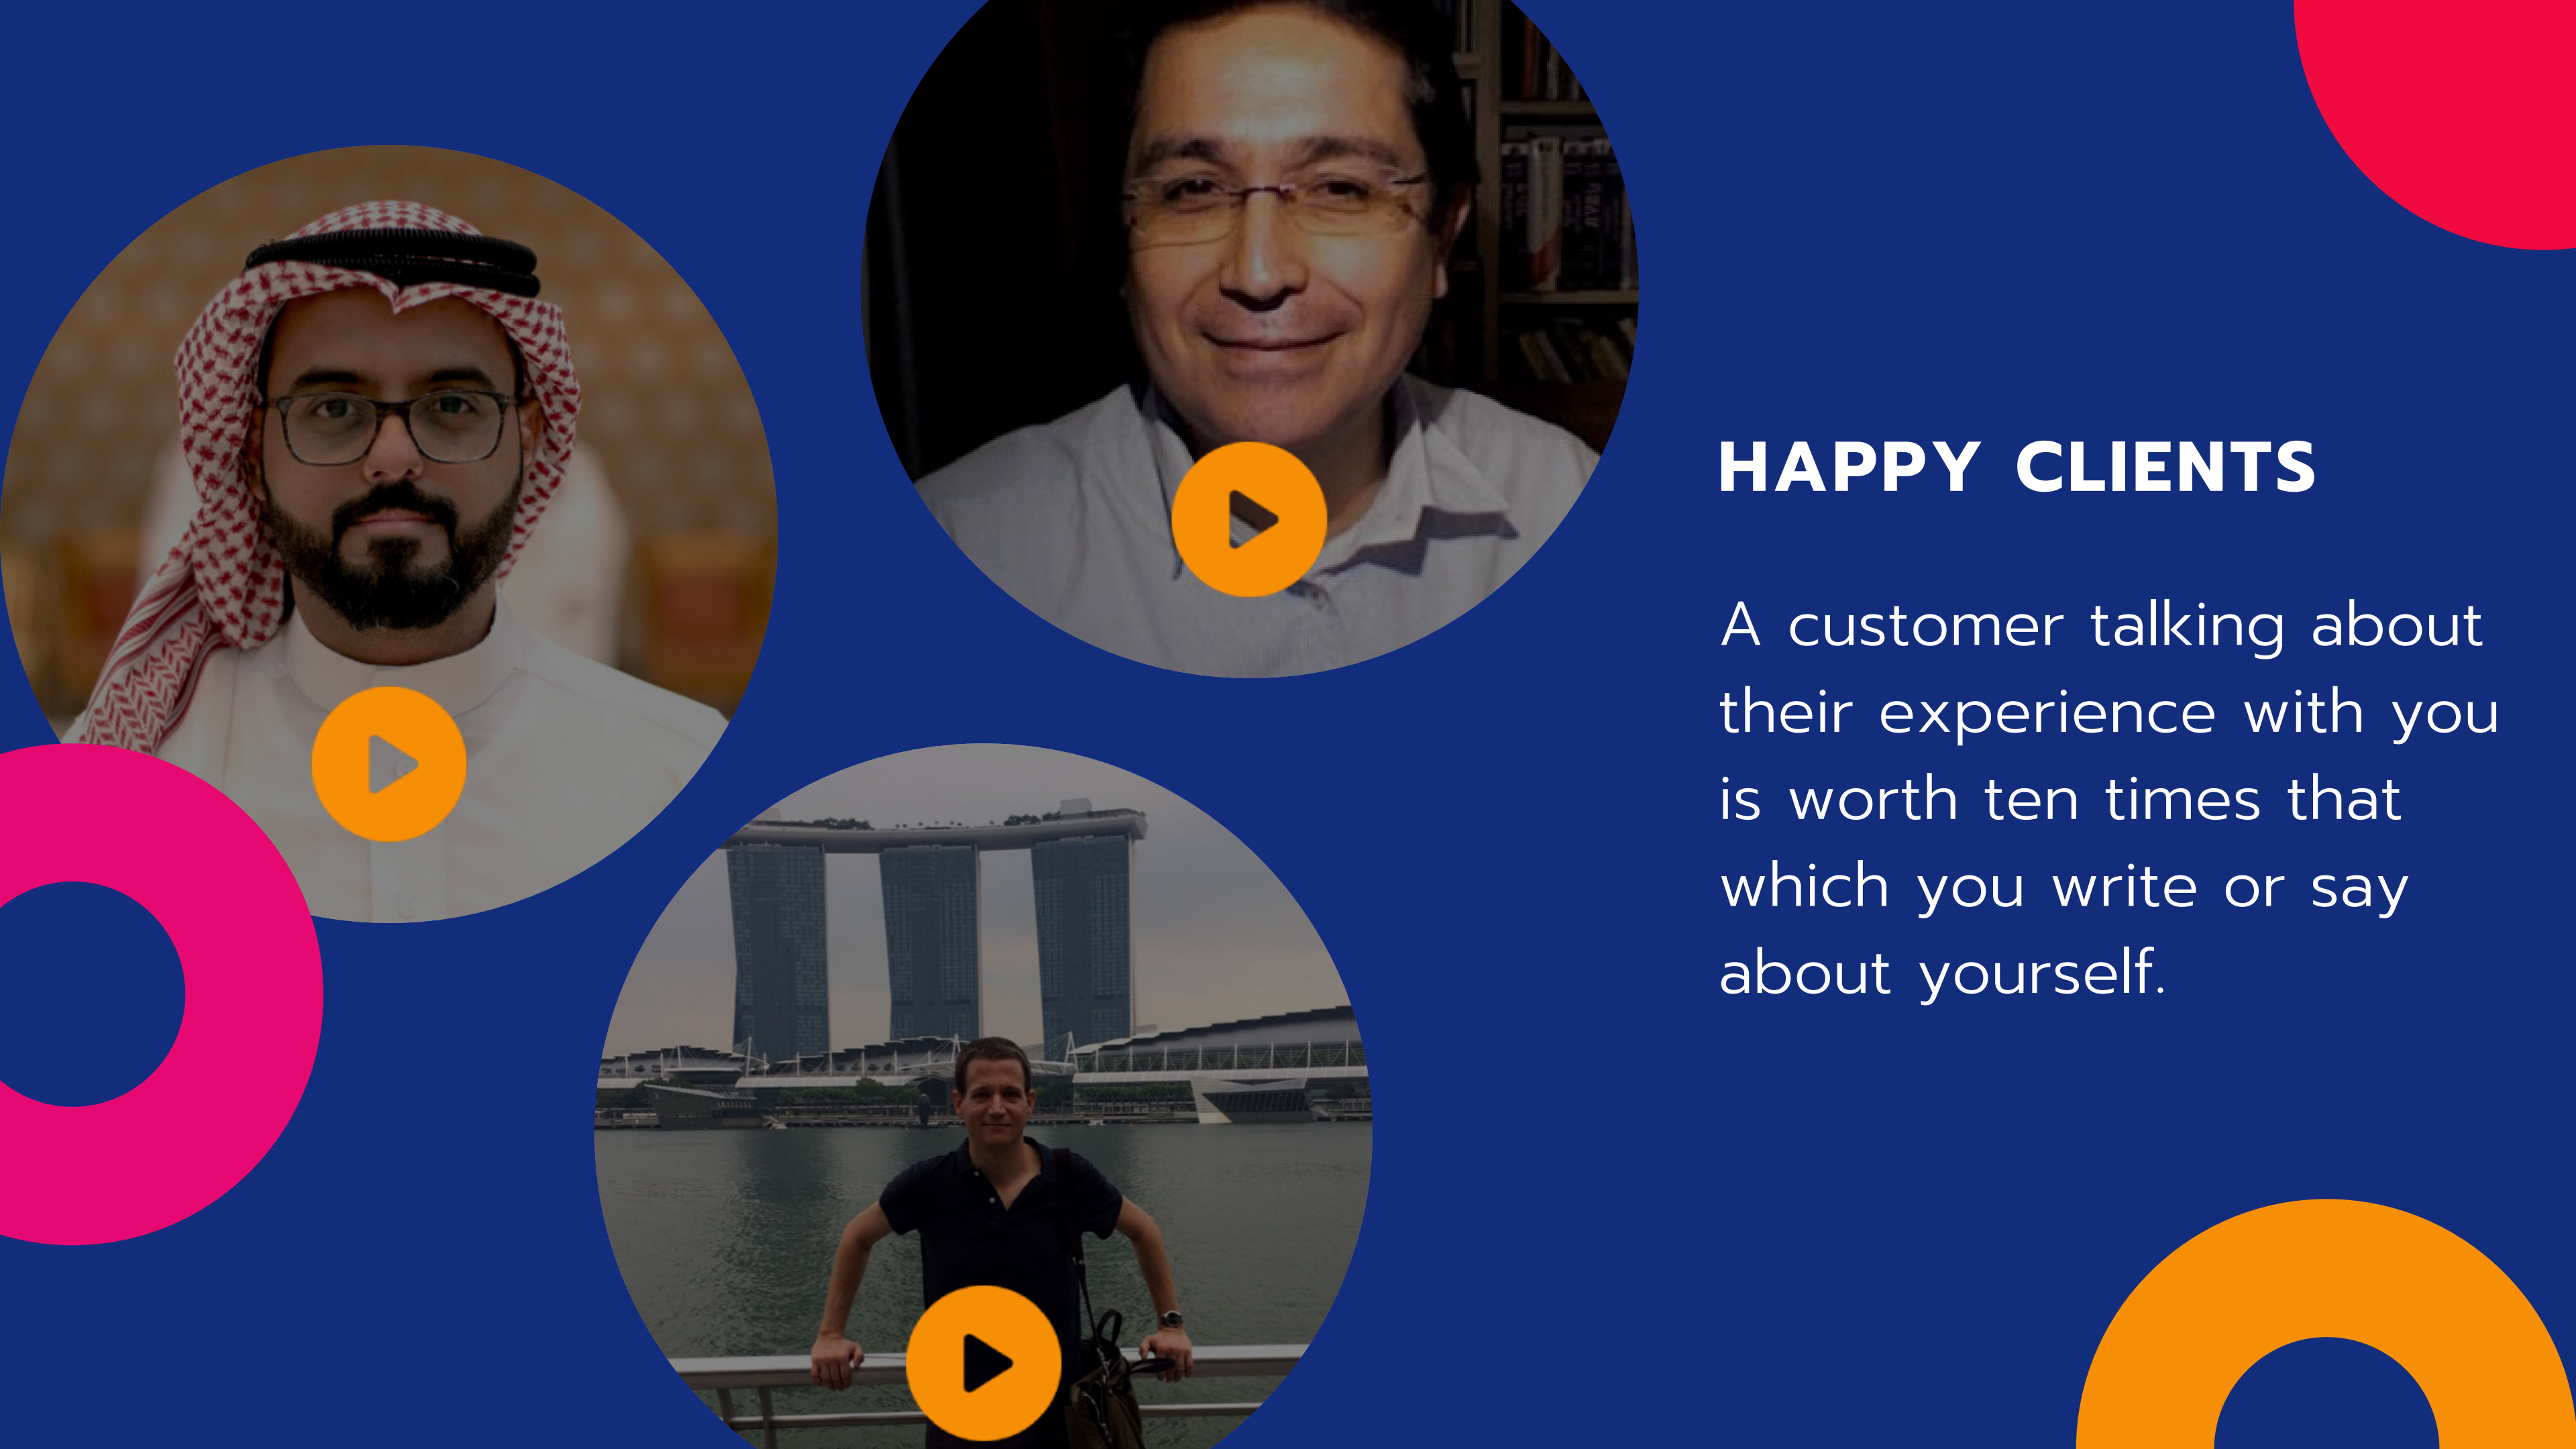 HAPPY CLIENTS
A customer talking about
their experience with you
is worth ten times that
which you write or say
about yourself.